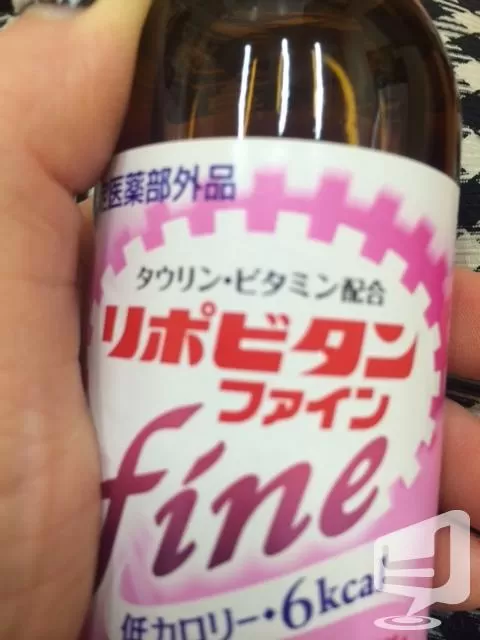 医薬部外品
タウリン・ビタミン配合
リポビタン
ファイン
fine
低カロリー・6kcal